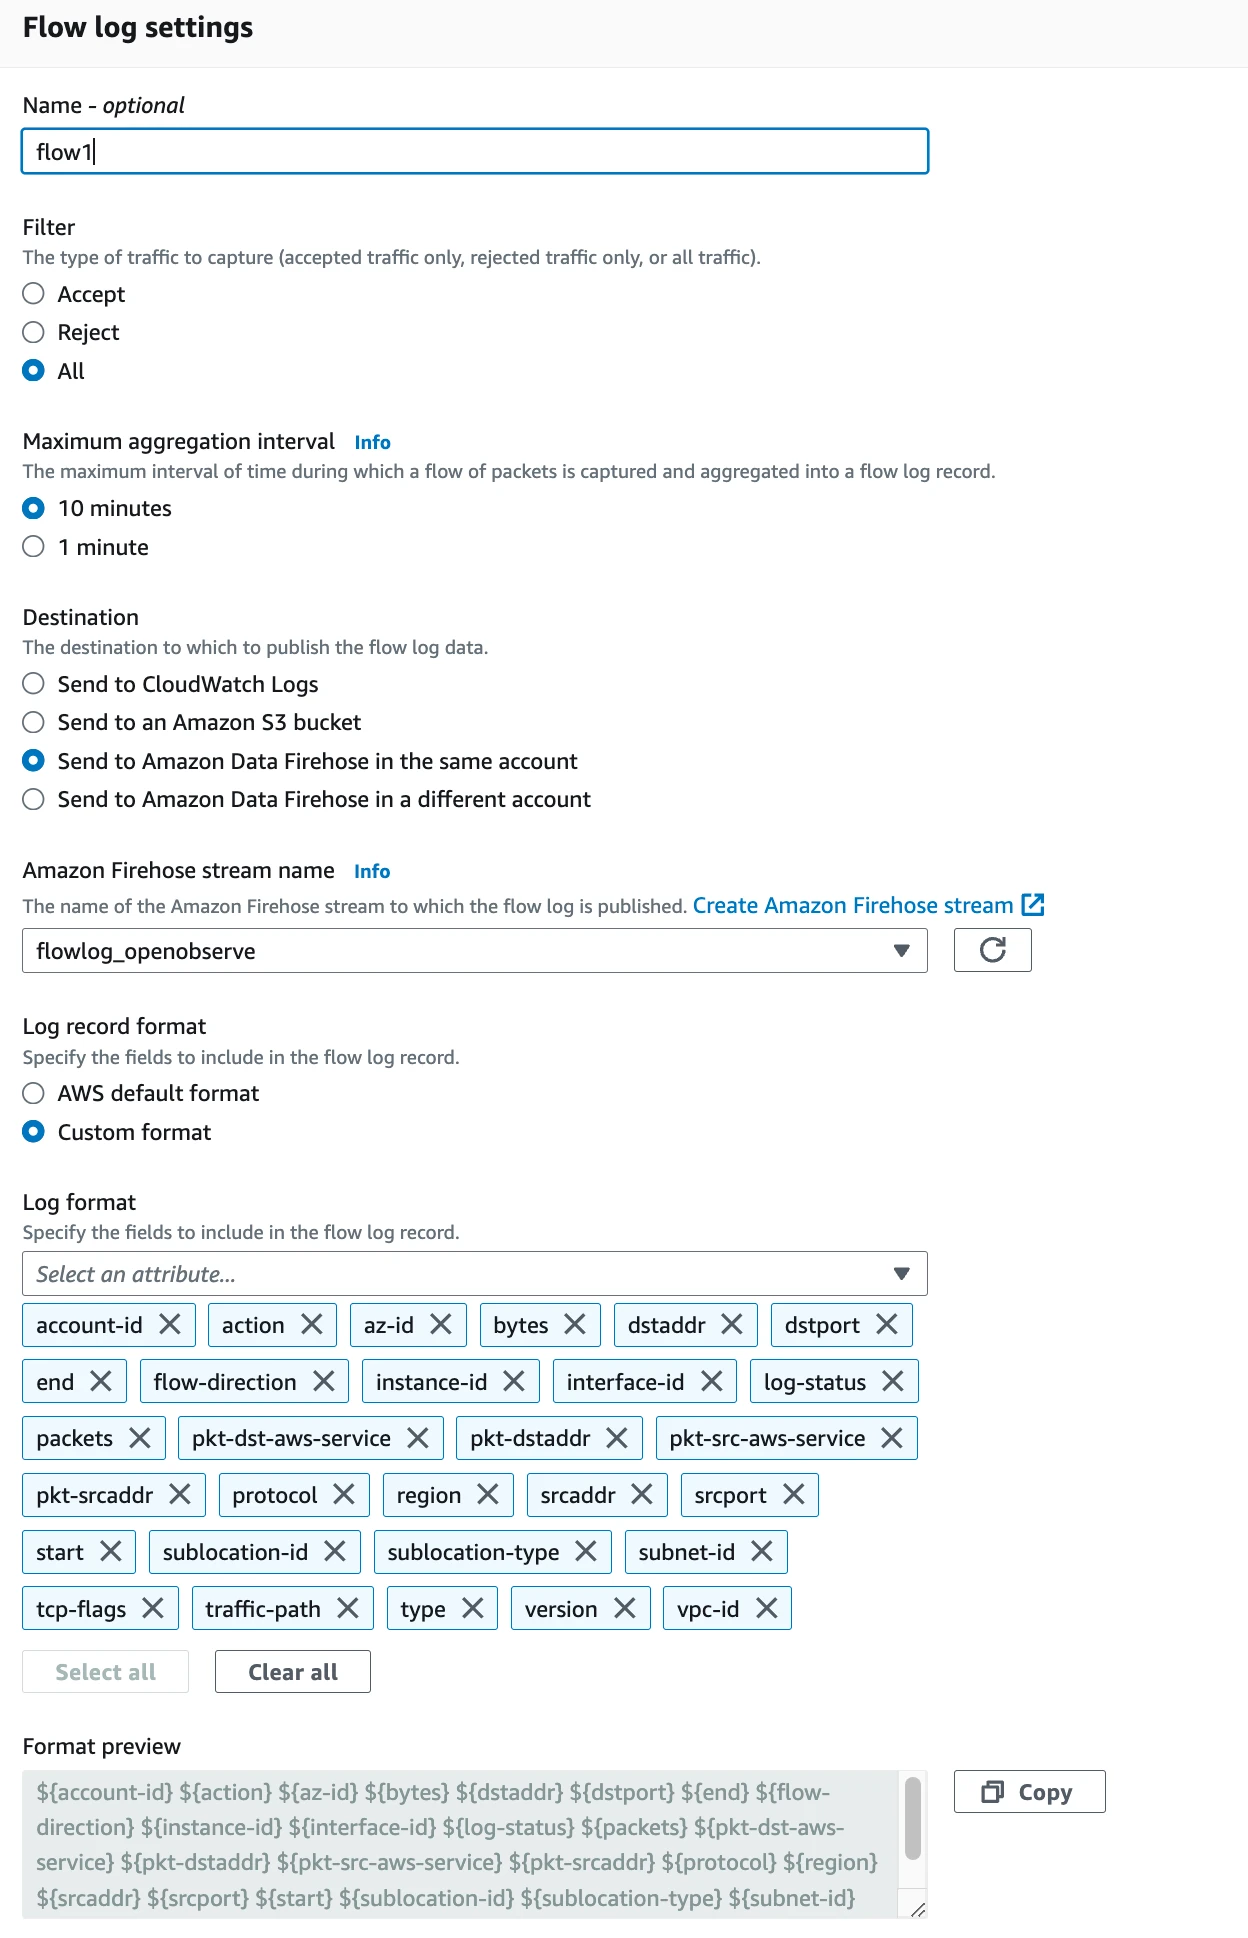 Flow log settings
Name - optional
flow1
Filter
The type of traffic to capture (accepted traffic only, rejected traffic only, or all traffic).
Accept
Reject
All
Maximum aggregation interval Info
The maximum interval of time during which a flow of packets is captured and aggregated into a flow log record.
10 minutes
1 minute
Destination
The destination to which to publish the flow log data.
Send to CloudWatch Logs
Send to an Amazon S3 bucket
Send to Amazon Data Firehose in the same account
Send to Amazon Data Firehose in a different account
Amazon Firehose stream name Info
The name of the Amazon Firehose stream to which the flow log is published. Create Amazon Firehose stream
flowlog_openobserve
Log record format
Specify the fields to include in the flow log record.
AWS default format
Custom format
Log format
Specify the fields to include in the flow log record.
Select an attribute...
account-id action az-id bytes dstaddr dstport
end flow-direction instance-id interface-id log-status
packets pkt-dst-aws-service pkt-dstaddr pkt-src-aws-service
pkt-srcaddr protocol region srcaddr srcport
start sublocation-id sublocation-type subnet-id
tcp-flags traffic-path type version vpc-id
Select all Clear all
Format preview
${account-id} ${action} ${az-id} ${bytes} ${dstaddr} ${dstport} ${end} ${flow-
direction} ${instance-id} ${interface-id} ${log-status} ${packets} ${pkt-dst-aws-
service} ${pkt-dstaddr} ${pkt-src-aws-service} ${pkt-srcaddr} ${protocol} ${region}
${srcaddr} ${srcport} ${start} ${sublocation-id} ${sublocation-type} ${subnet-id}
Copy